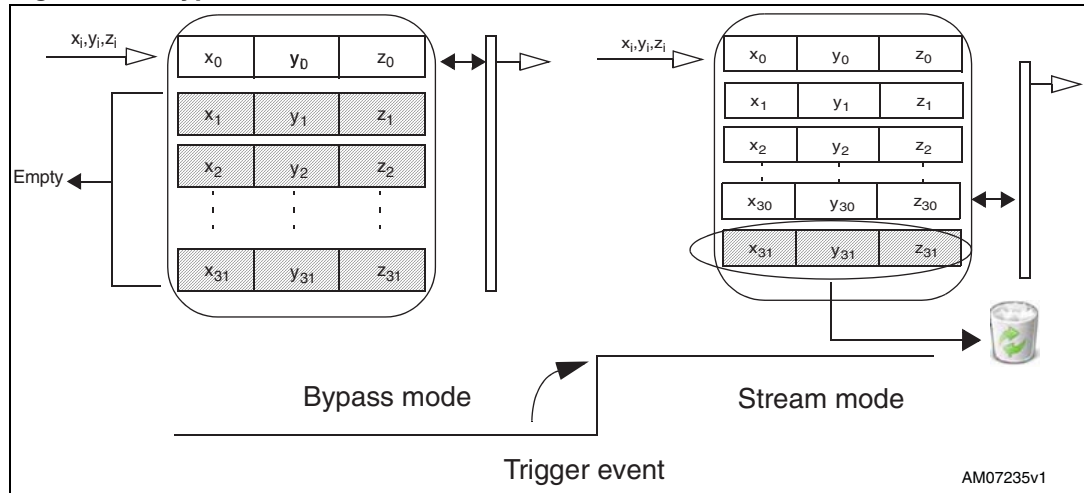 xᵢ,yᵢ,zᵢ
x₀ y₀ z₀
x₁ y₁ z₁
x₂ y₂ z₂
x₃₁ y₃₁ z₃₁
Empty
xᵢ,yᵢ,zᵢ
x₀ y₀ z₀
x₁ y₁ z₁
x₂ y₂ z₂
x₃₀ y₃₀ z₃₀
x₃₁ y₃₁ z₃₁
Bypass mode
Stream mode
Trigger event
AM07235v1